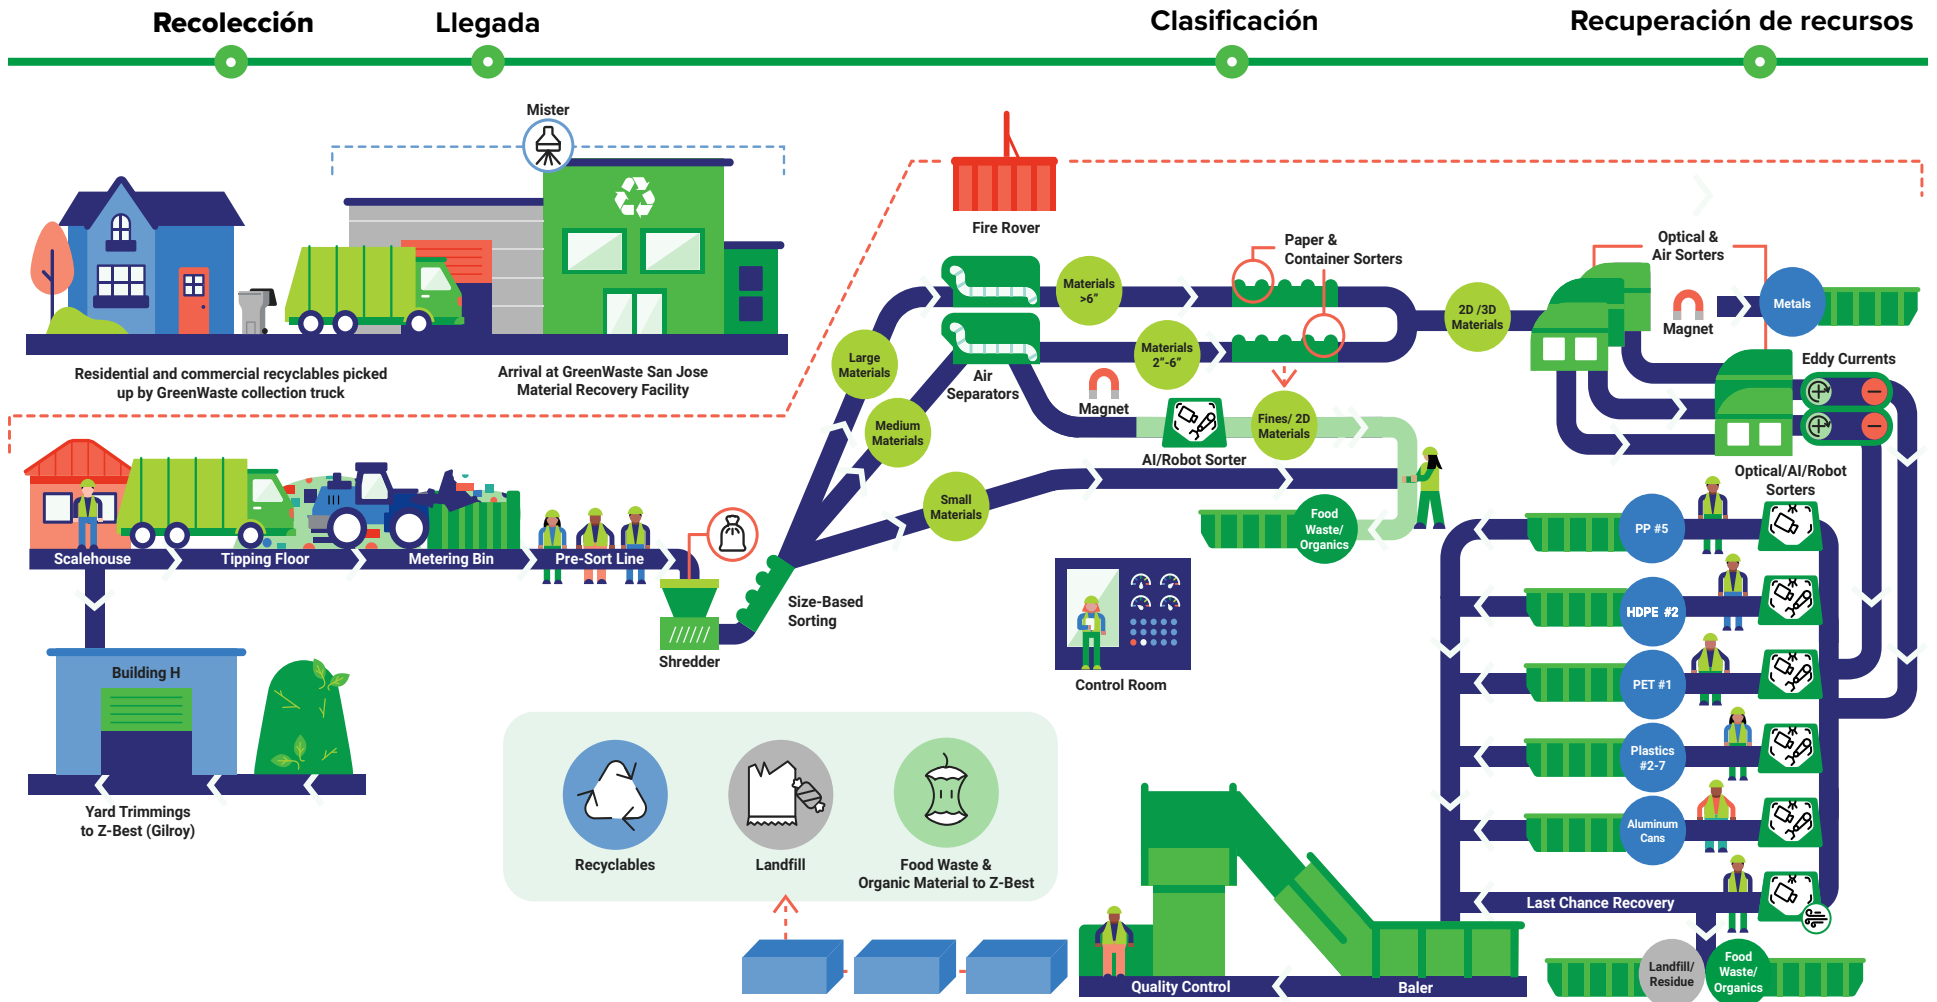 Recolección
Llegada
Clasificación
Recuperación de recursos
Mister
Residential and commercial recyclables picked
up by GreenWaste collection truck
Arrival at GreenWaste San Jose
Material Recovery Facility
Fire Rover
Scalehouse
Tipping Floor
Metering Bin
Pre-Sort Line
Building H
Yard Trimmings
to Z-Best (Gilroy)
Shredder
Size-Based
Sorting
Large
Materials
Medium
Materials
Small
Materials
Air
Separators
Materials
>6”
Materials
2”-6”
Paper &
Container Sorters
Magnet
AI/Robot Sorter
Fines/ 2D
Materials
Food
Waste/
Organics
Control Room
2D /3D
Materials
Optical &
Air Sorters
Magnet
Metals
Eddy Currents
Optical/AI/Robot
Sorters
PP #5
HDPE #2
PET #1
Plastics
#2-7
Aluminum
Cans
Last Chance Recovery
Landfill/
Residue
Food
Waste/
Organics
Baler
Quality Control
Recyclables
Landfill
Food Waste &
Organic Material to Z-Best